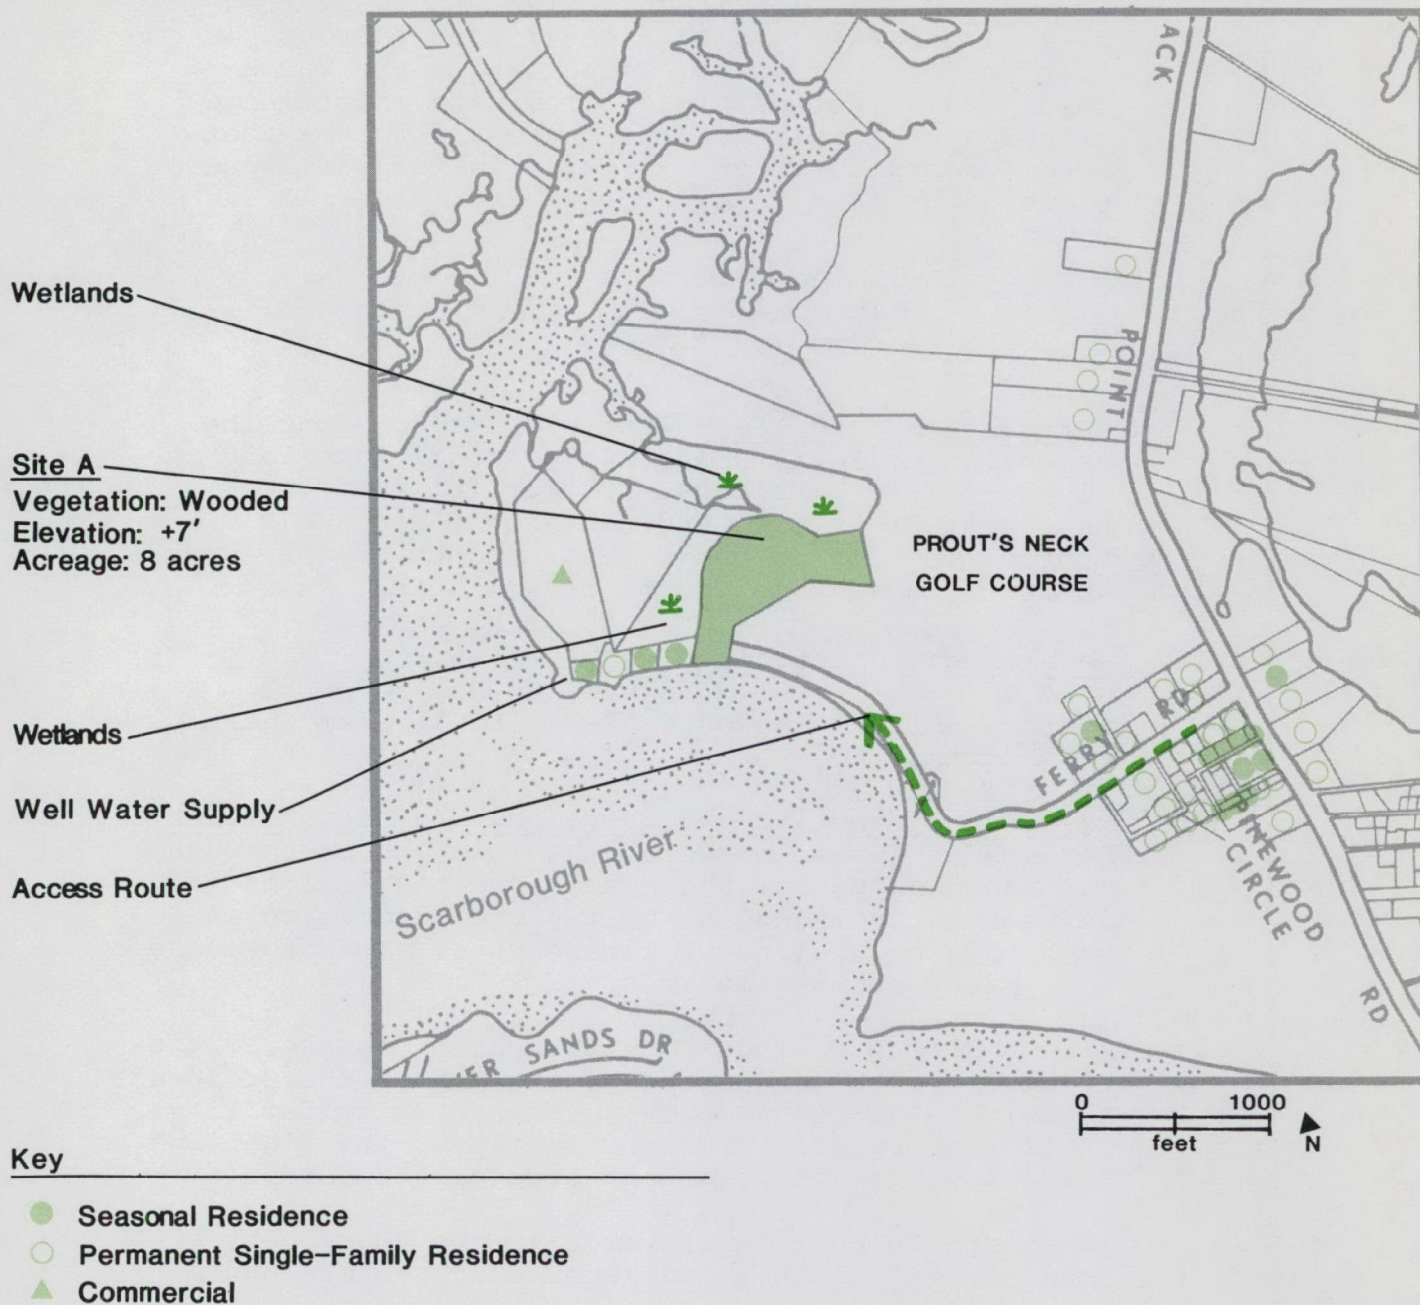 Wetlands
Site A
Vegetation: Wooded
Elevation: +7'
Acreage: 8 acres
Wetlands
Well Water Supply
Access Route
ACK
POINT
RD
PROUT'S NECK
GOLF COURSE
FERRY RD
PINEWOOD
CIRCLE
Scarborough River
ER SANDS DR
0 1000
feet
N
Key
Seasonal Residence
Permanent Single-Family Residence
Commercial